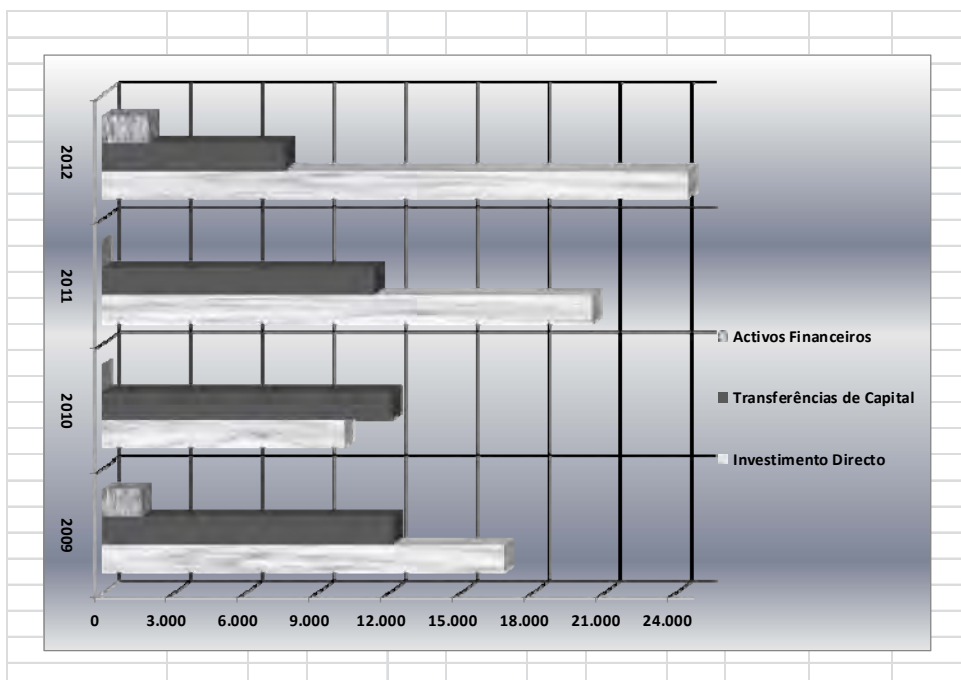 2012
2011
2010
2009
Activos Financeiros
Transferências de Capital
Investimento Directo
0 3.000 6.000 9.000 12.000 15.000 18.000 21.000 24.000